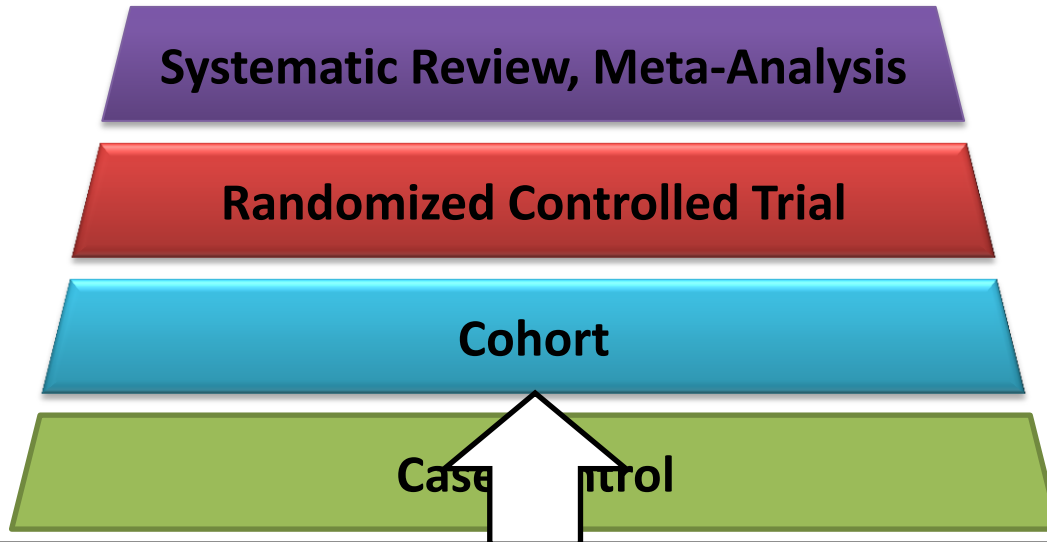 Systematic Review, Meta-Analysis
Randomized Controlled Trial
Cohort
Case